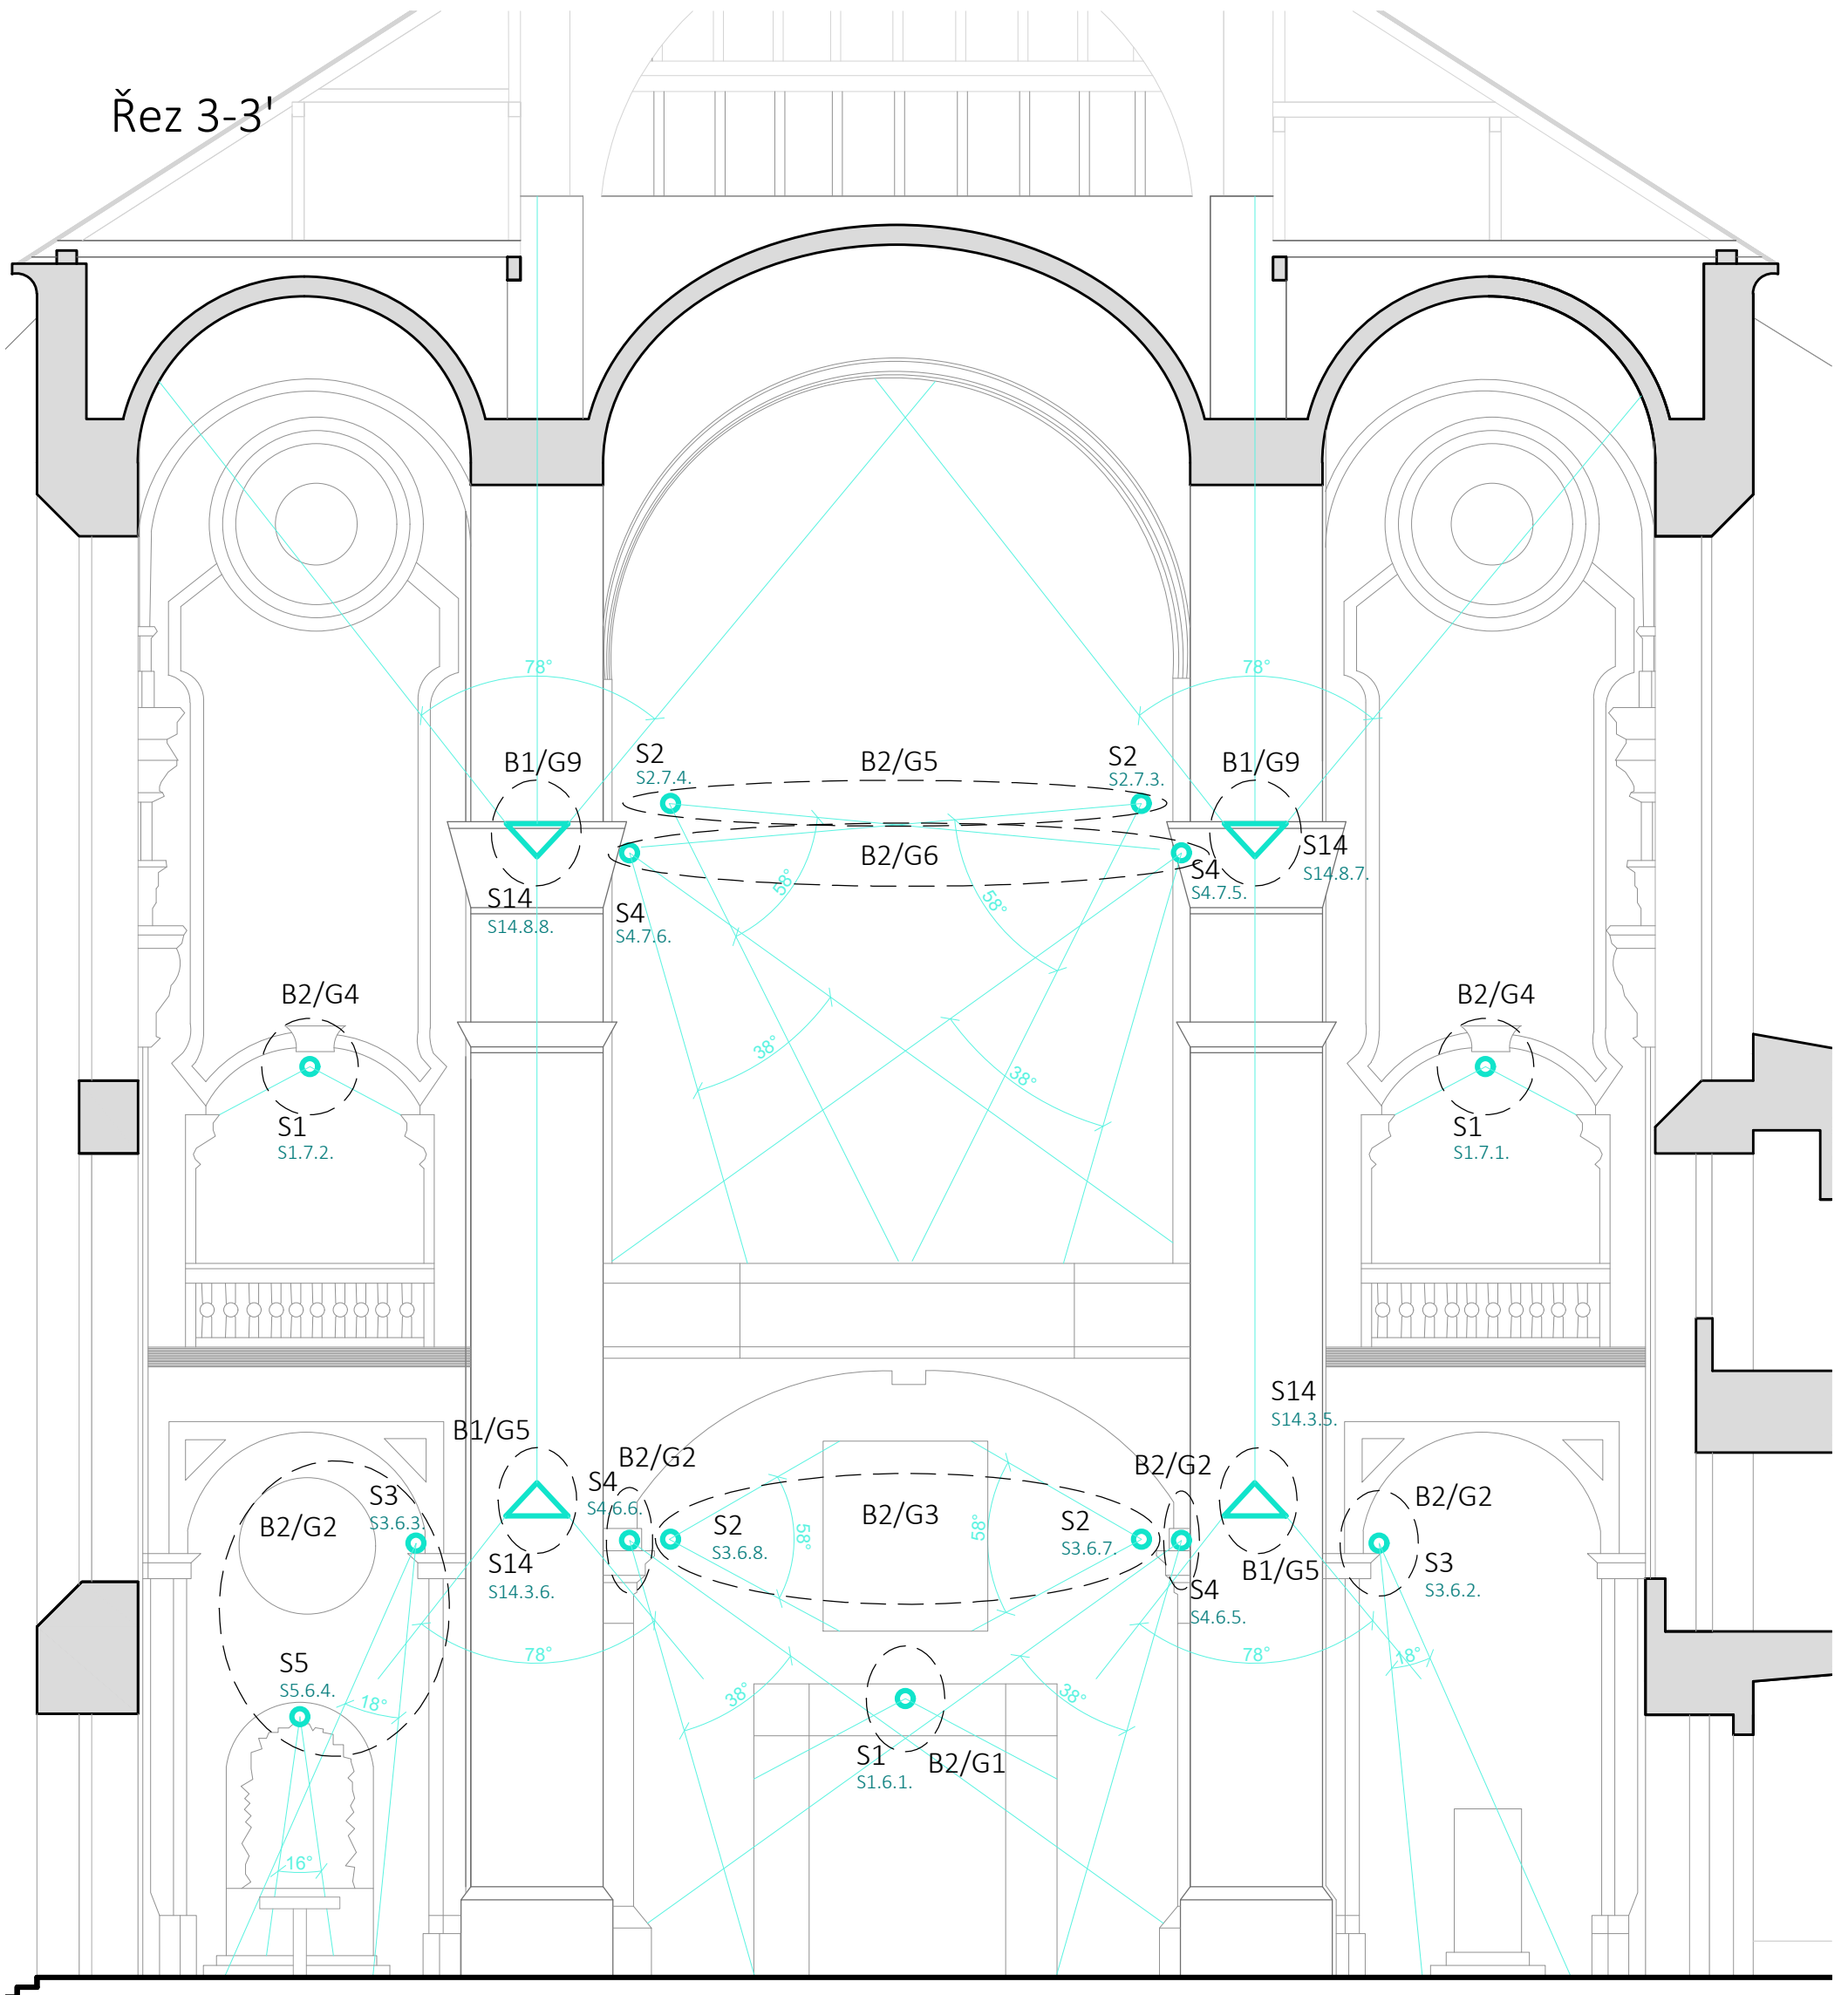 Řez 3-3'
78°
78°
B1/G9
S2
S2.7.4.
B2/G5
S2
S2.7.3.
B1/G9
B2/G6
S14
S14.8.7.
S4
S4.7.5.
58°
58°
S14
S14.8.8.
S4
S4.7.6.
B2/G4
B2/G4
38°
38°
S1
S1.7.2.
S1
S1.7.1.
S14
S14.3.5.
B1/G5
B2/G2
B2/G2
S4
S4.6.6.
S3
S3.6.3.
B2/G2
B2/G2
B2/G3
S2
S3.6.8.
S2
S3.6.7.
58°
58°
S14
S14.3.6.
B1/G5
S3
S3.6.2.
S4
S4.6.5.
78°
78°
18°
S5
S5.6.4.
18°
38°
38°
S1
S1.6.1.
B2/G1
16°